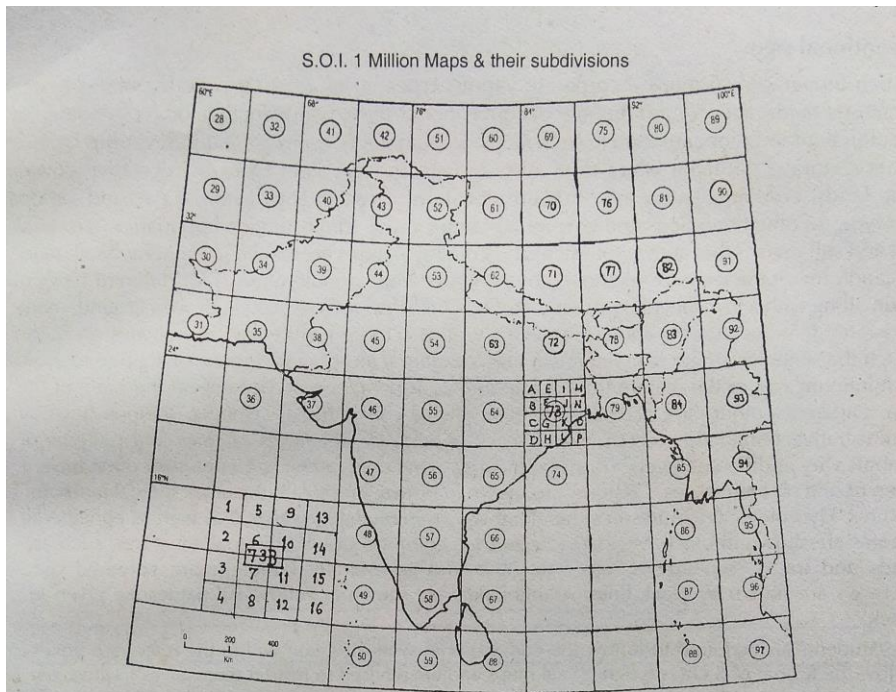 S.O.I. 1 Million Maps & their subdivisions
60°E 68° 76° 84° 92° 100°E
28 32 41 42 51 60 69 75 80 89
29 33 40 43 52 61 70 76 81 90
32°
30 34 39 44 53 62 71 77 82 91
31 35 38 45 54 63 72 78 83 92
24°
A E I M
36 37 46 55 64 B F J N 79 84 93
73
C G K O
D H L P
47 56 65 74 85 94
16°N
1 5 9 13
48 57 66 86 95
2 6 10 14
73B
3 7 11 15
49 58 67 87 96
4 8 12 16
0 200 400
Km
50 59 68 88 97